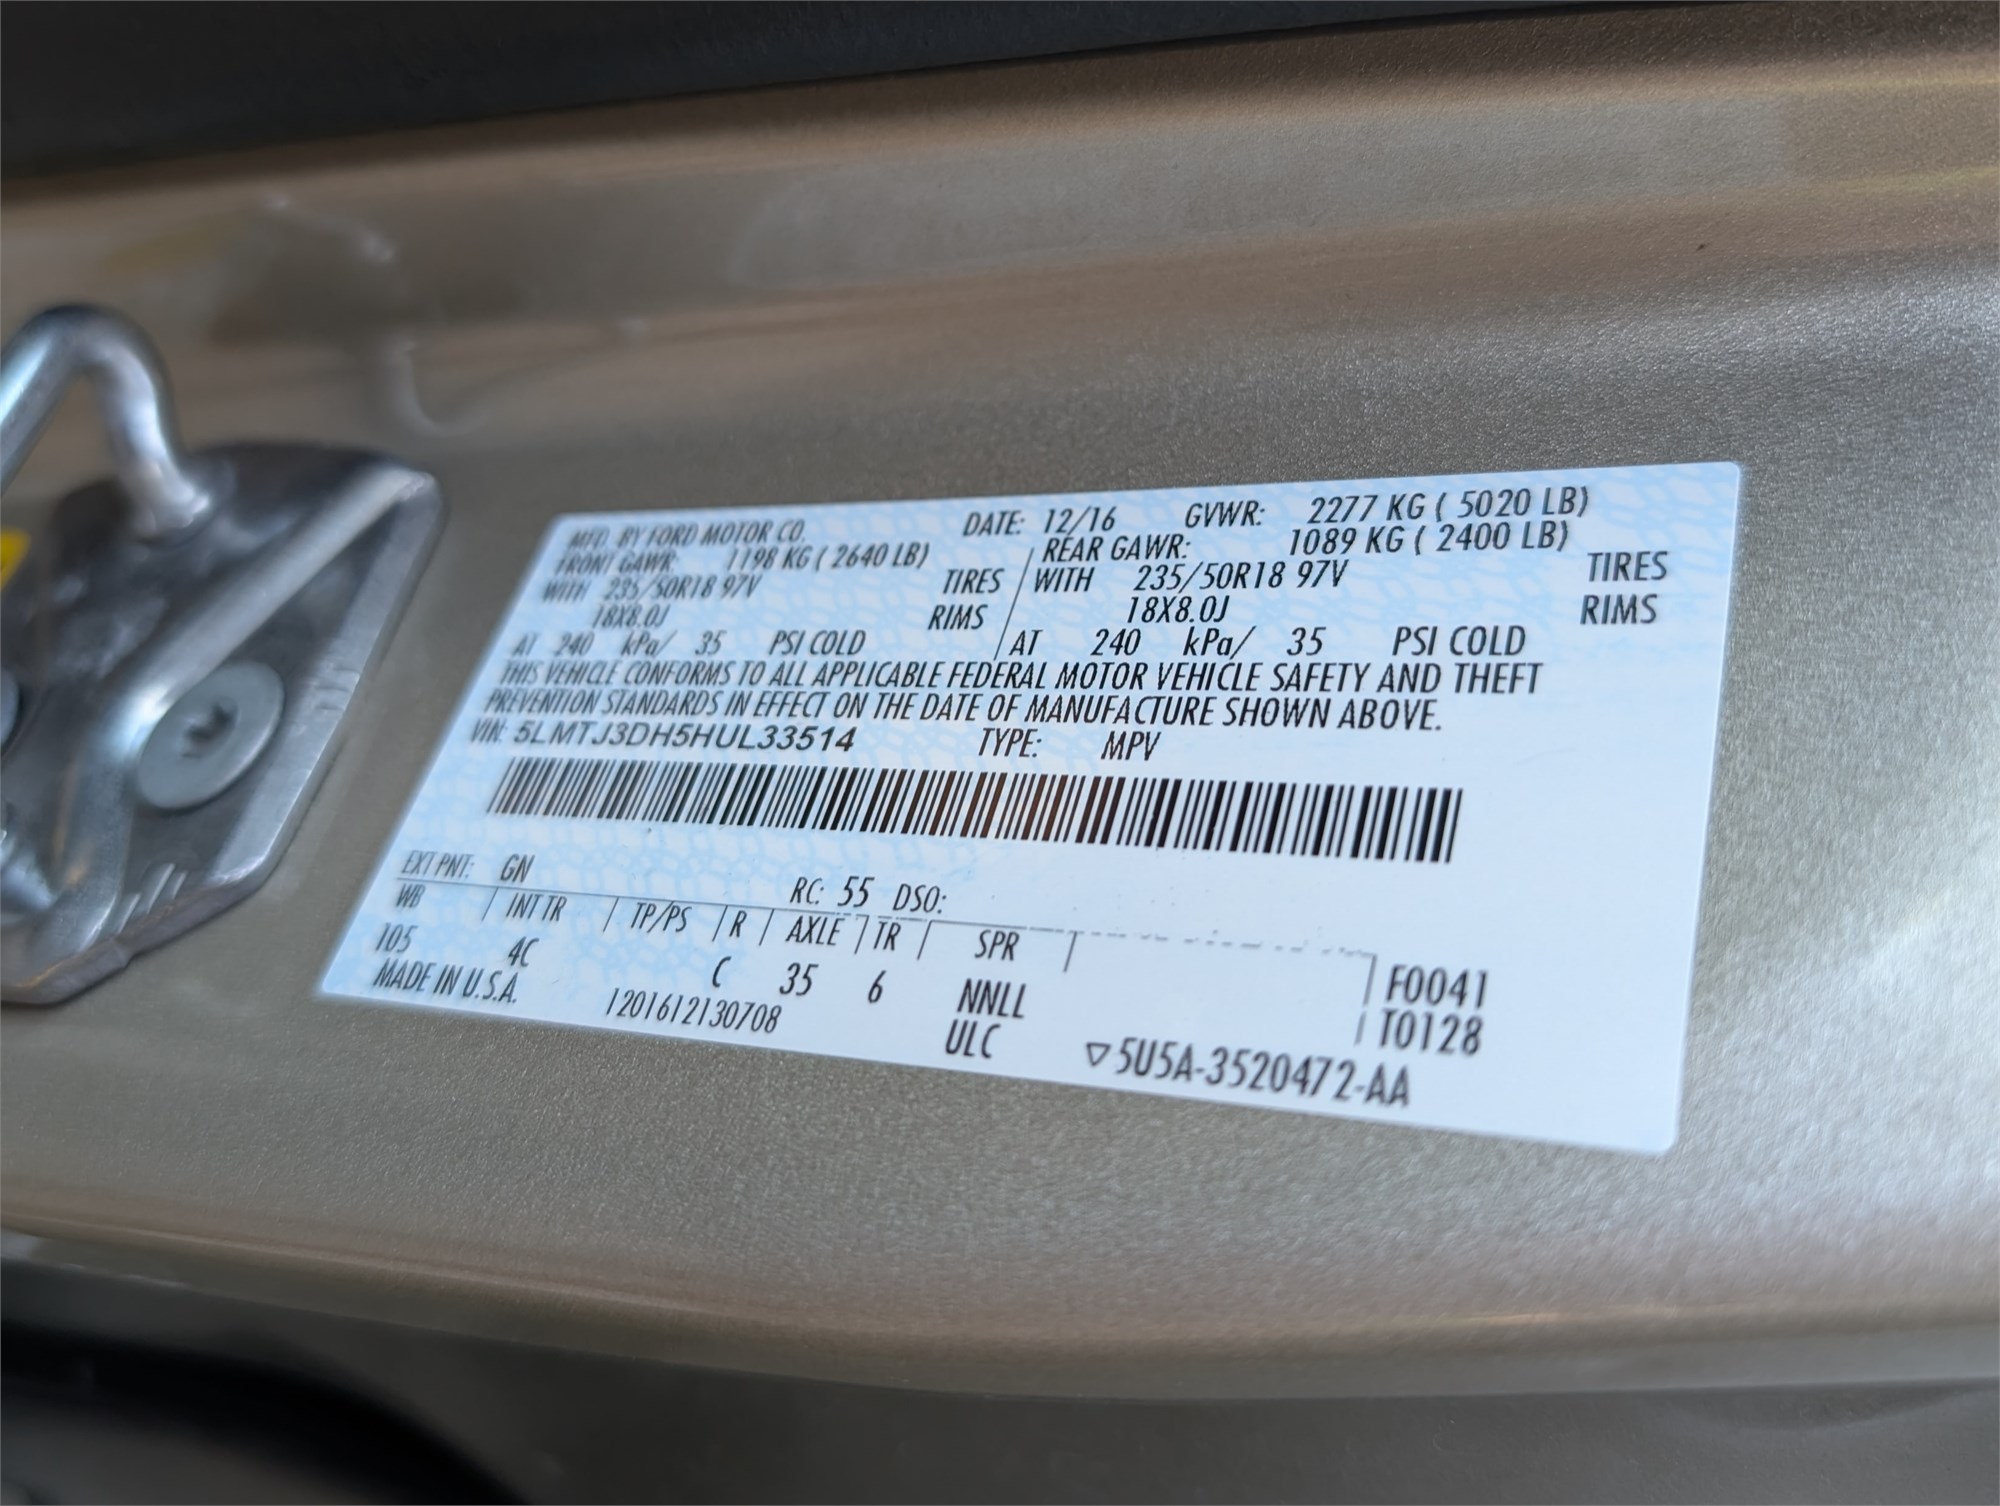 MFD. BY FORD MOTOR CO. DATE: 12/16 GVWR: 2277 KG ( 5020 LB)
FRONT GAWR: 1198 KG ( 2640 LB) REAR GAWR: 1089 KG ( 2400 LB)
WITH 235/50R18 97V TIRES WITH 235/50R18 97V TIRES
18X8.0J RIMS 18X8.0J RIMS
AT 240 kPa/ 35 PSI COLD AT 240 kPa/ 35 PSI COLD
THIS VEHICLE CONFORMS TO ALL APPLICABLE FEDERAL MOTOR VEHICLE SAFETY AND THEFT
PREVENTION STANDARDS IN EFFECT ON THE DATE OF MANUFACTURE SHOWN ABOVE.
VIN: 5LMTJ3DH5HUL33514 TYPE: MPV
EXT PNT: GN RC: 55 DSO:
WB INT TR TP/PS R AXLE TR SPR
105 4C C 35 6 NNLL F0041
MADE IN U.S.A. 1201612130708 ULC T0128
▽5U5A-3520472-AA